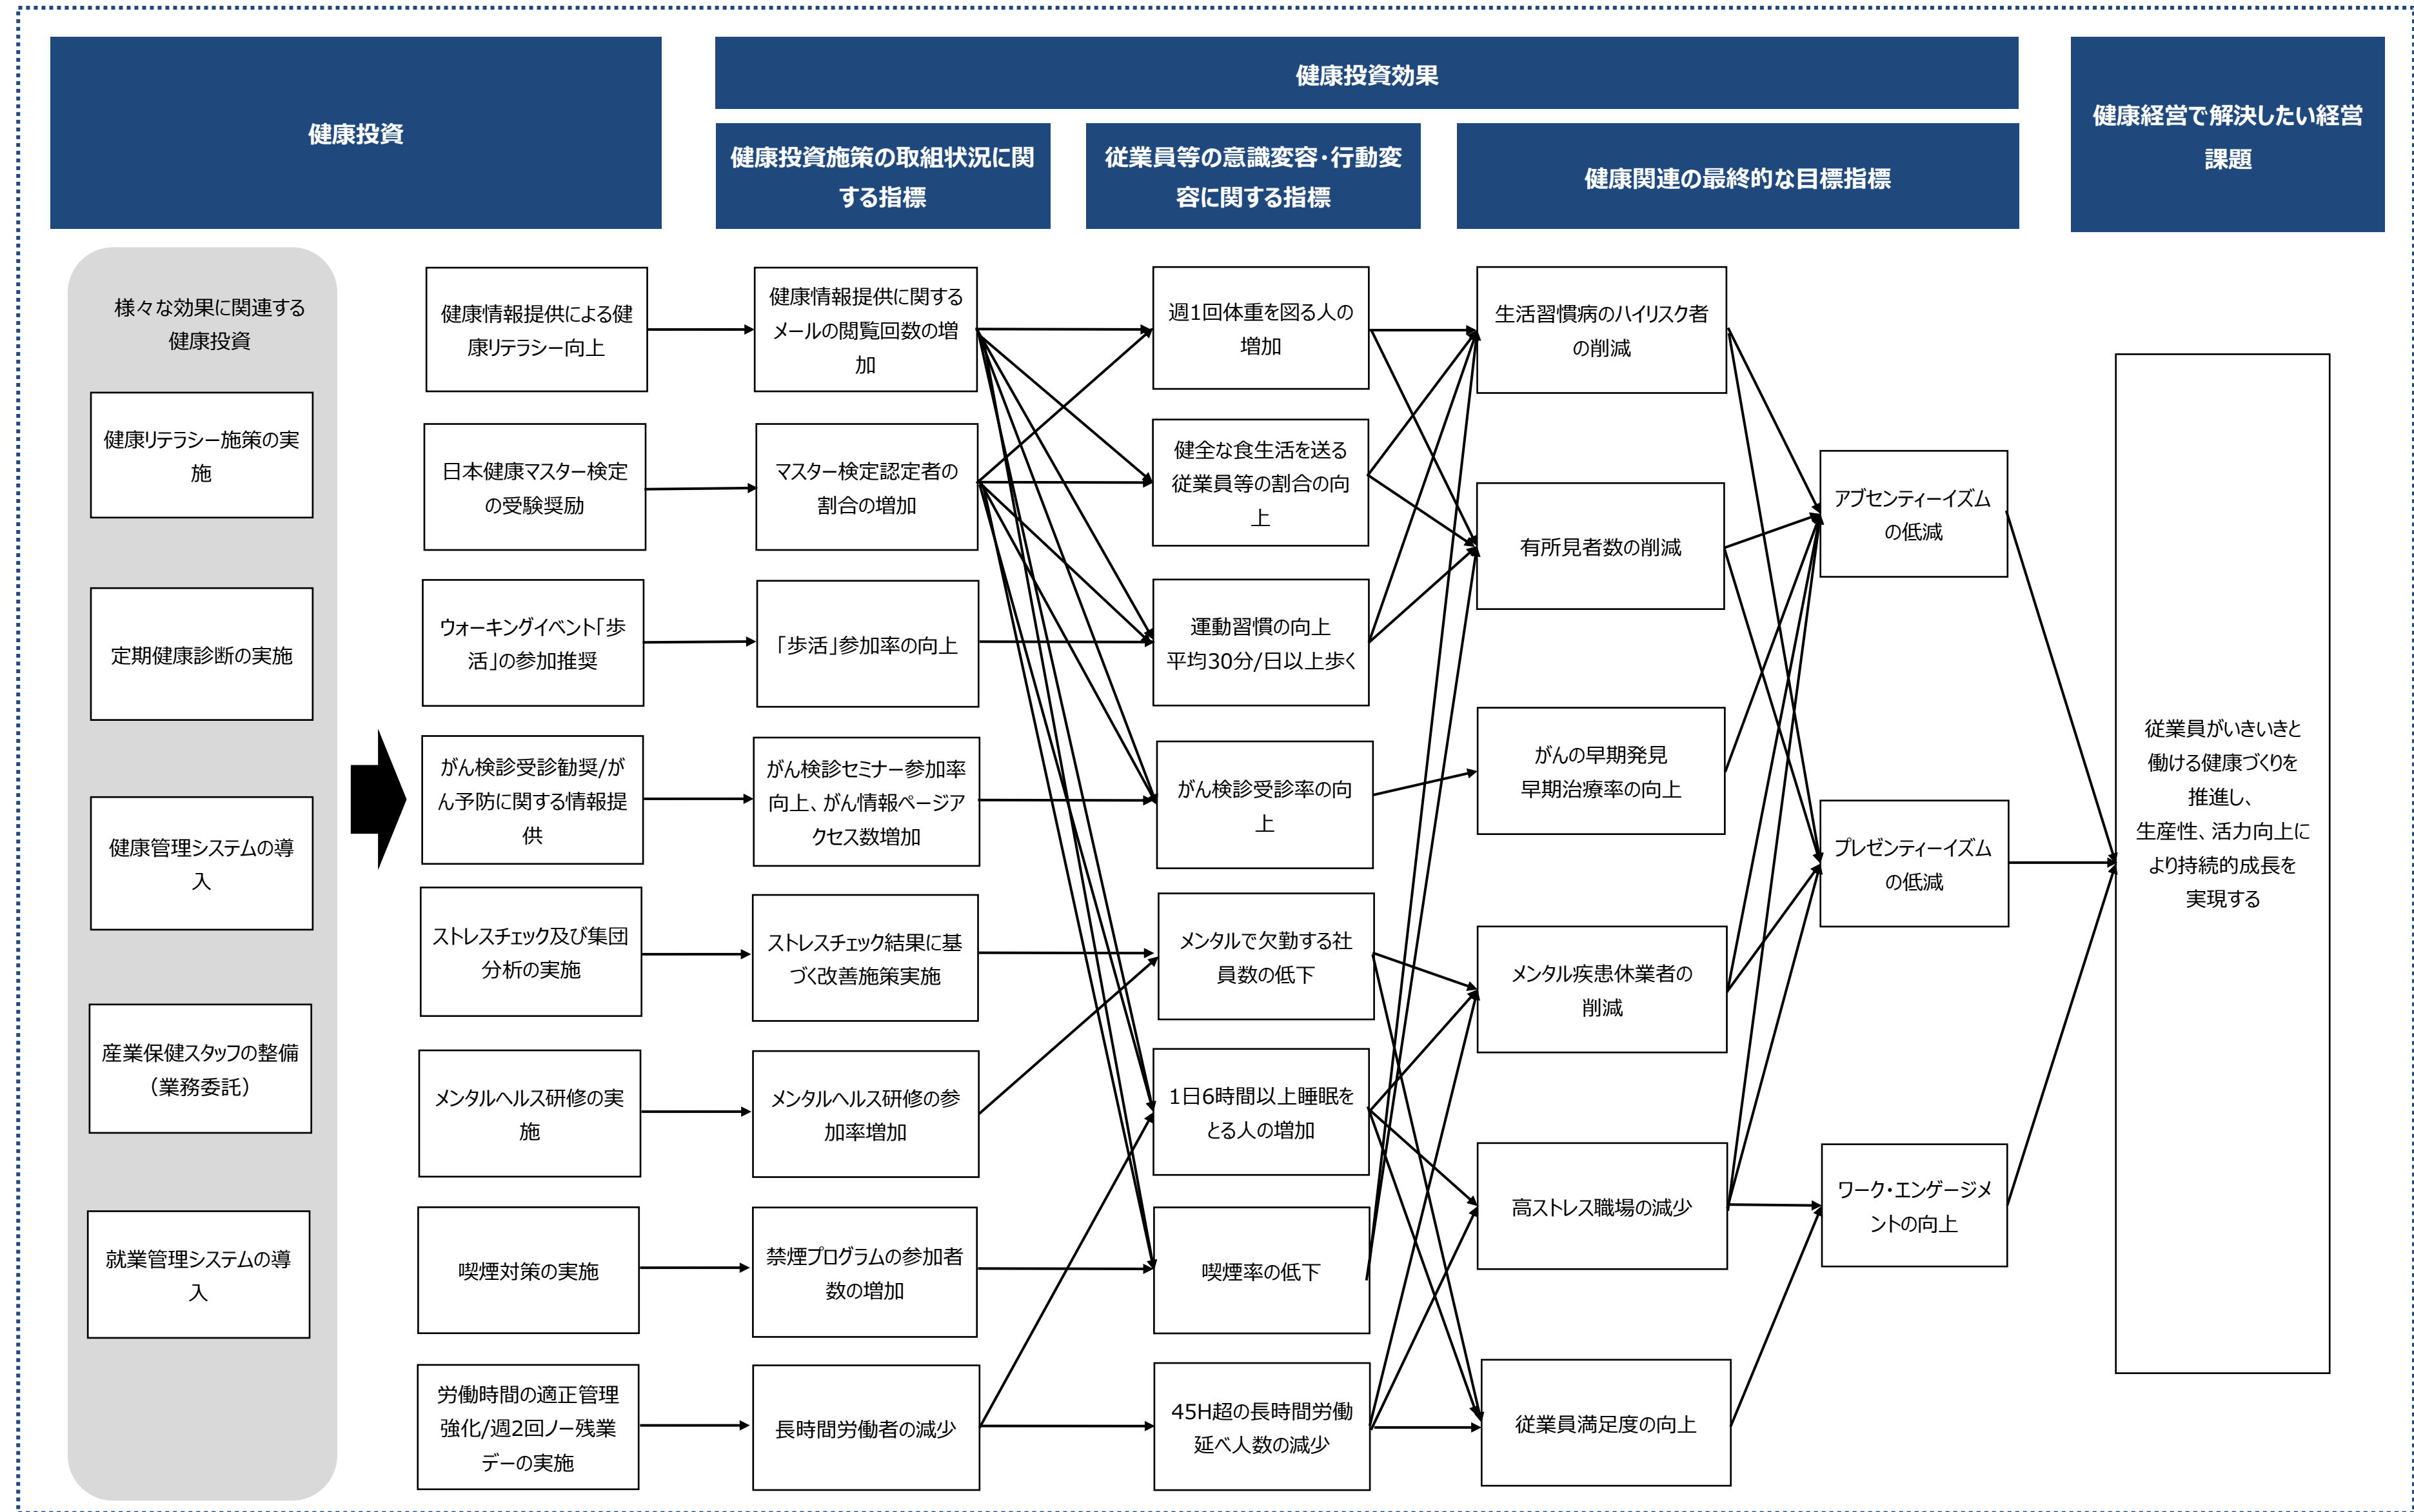 健康投資
健康投資効果
健康投資施策の取組状況に関
する指標
従業員等の意識変容・行動変
容に関する指標
健康関連の最終的な目標指標
健康経営で解決したい経営
課題
様々な効果に関連する
健康投資
健康リテラシー施策の実
施
定期健康診断の実施
健康管理システムの導
入
産業保健スタッフの整備
（業務委託）
就業管理システムの導
入
健康情報提供による健
康リテラシー向上
日本健康マスター検定
の受験奨励
ウォーキングイベント「歩
活」の参加推奨
がん検診受診勧奨/が
ん予防に関する情報提
供
ストレスチェック及び集団
分析の実施
メンタルヘルス研修の実
施
喫煙対策の実施
労働時間の適正管理
強化/週2回ノー残業
デーの実施
健康情報提供に関する
メールの閲覧回数の増
加
マスター検定認定者の
割合の増加
「歩活」参加率の向上
がん検診セミナー参加率
向上、がん情報ページア
クセス数増加
ストレスチェック結果に基
づく改善施策実施
メンタルヘルス研修の参
加率増加
禁煙プログラムの参加者
数の増加
長時間労働者の減少
週1回体重を図る人の
増加
健全な食生活を送る
従業員等の割合の向
上
運動習慣の向上
平均30分/日以上歩く
がん検診受診率の向
上
メンタルで欠勤する社
員数の低下
1日6時間以上睡眠を
とる人の増加
喫煙率の低下
45H超の長時間労働
延べ人数の減少
生活習慣病のハイリスク者
の削減
有所見者数の削減
がんの早期発見
早期治療率の向上
メンタル疾患休業者の
削減
高ストレス職場の減少
従業員満足度の向上
アブセンティーイズム
の低減
プレゼンティーイズム
の低減
ワーク・エンゲージメ
ントの向上
従業員がいきいきと
働ける健康づくりを
推進し、
生産性、活力向上に
より持続的成長を
実現する